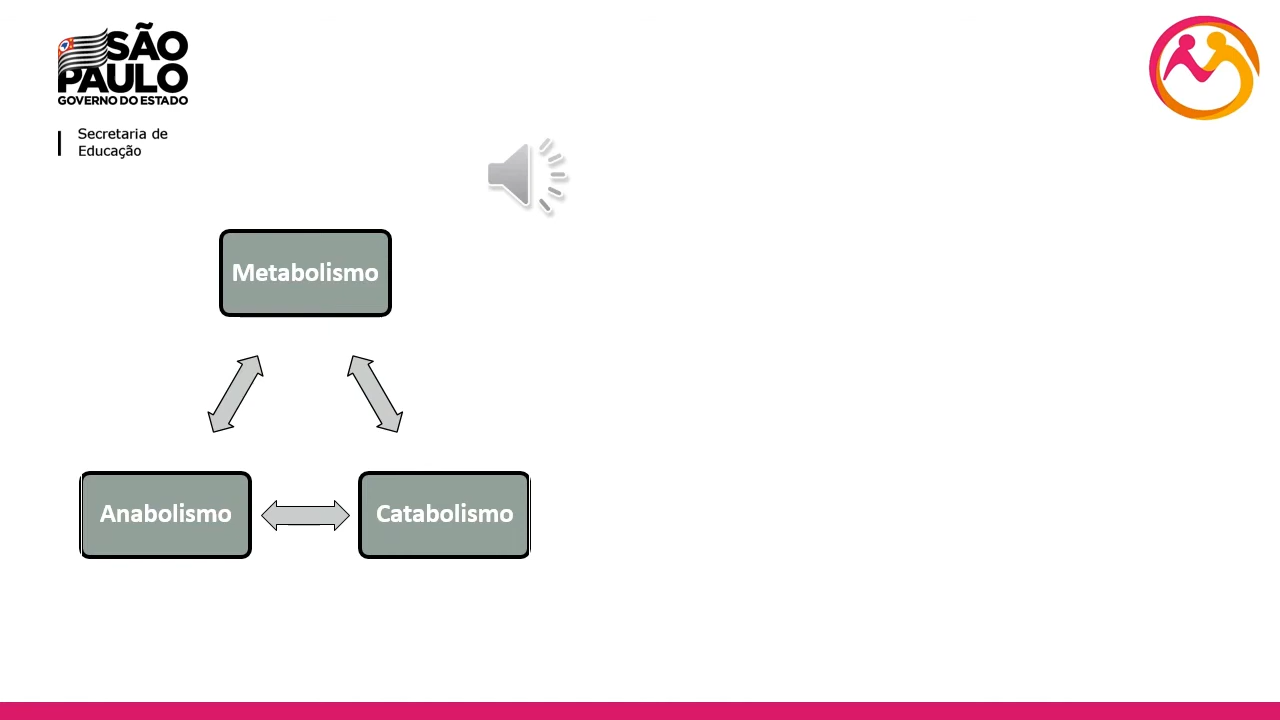 SÃO
PAULO
GOVERNO DO ESTADO
Secretaria de
Educação
Metabolismo
Anabolismo
Catabolismo